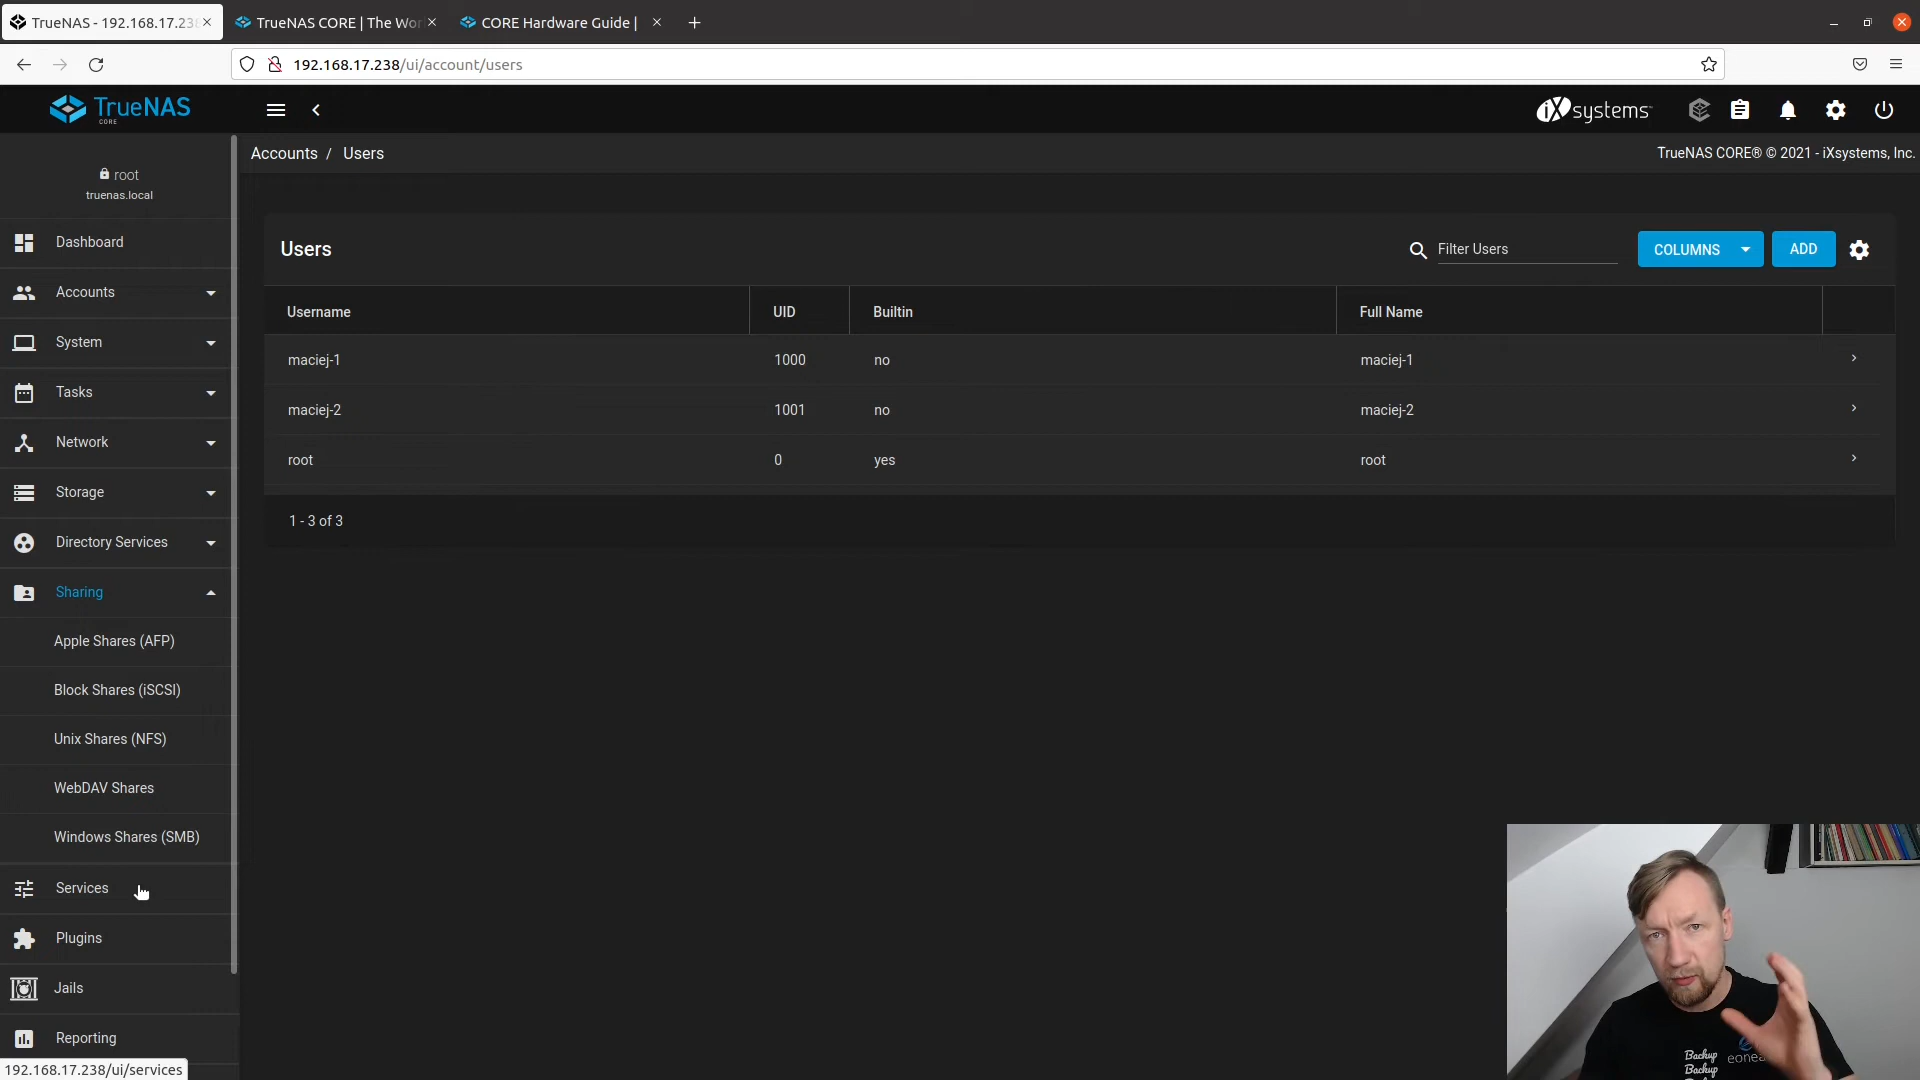 TrueNAS - 192.168.17.23
TrueNAS CORE | The Wor
CORE Hardware Guide |
192.168.17.238/ui/account/users
TrueNAS
CORE
iXsystems
root
truenas.local
Accounts / Users
TrueNAS CORE® © 2021 - iXsystems, Inc.
Dashboard
Accounts
System
Tasks
Network
Storage
Directory Services
Sharing
Apple Shares (AFP)
Block Shares (iSCSI)
Unix Shares (NFS)
WebDAV Shares
Windows Shares (SMB)
Services
Plugins
Jails
Reporting
192.168.17.238/ui/services
Users
Filter Users
COLUMNS
ADD
Username UID Builtin Full Name
maciej-1 1000 no maciej-1
maciej-2 1001 no maciej-2
root 0 yes root
1 - 3 of 3
Backup
Backup